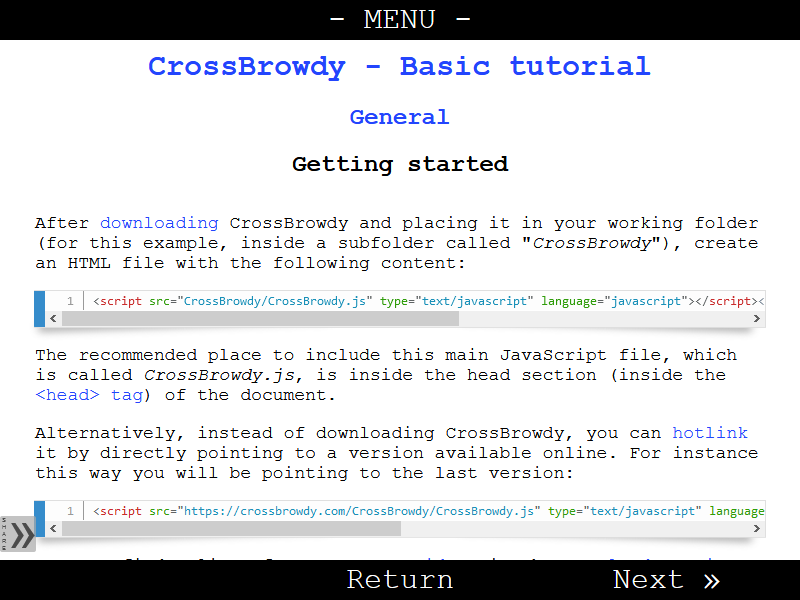 - MENU -
CrossBrowdy - Basic tutorial
General
Getting started
After downloading CrossBrowdy and placing it in your working folder
(for this example, inside a subfolder called "CrossBrowdy"), create
an HTML file with the following content:
1 <script src="CrossBrowdy/CrossBrowdy.js" type="text/javascript" language="javascript"></script><
The recommended place to include this main JavaScript file, which
is called CrossBrowdy.js, is inside the head section (inside the
<head> tag) of the document.
Alternatively, instead of downloading CrossBrowdy, you can hotlink
it by directly pointing to a version available online. For instance
this way you will be pointing to the last version:
1 <script src="https://crossbrowdy.com/CrossBrowdy/CrossBrowdy.js" type="text/javascript" language
SHARE »
Return
Next »